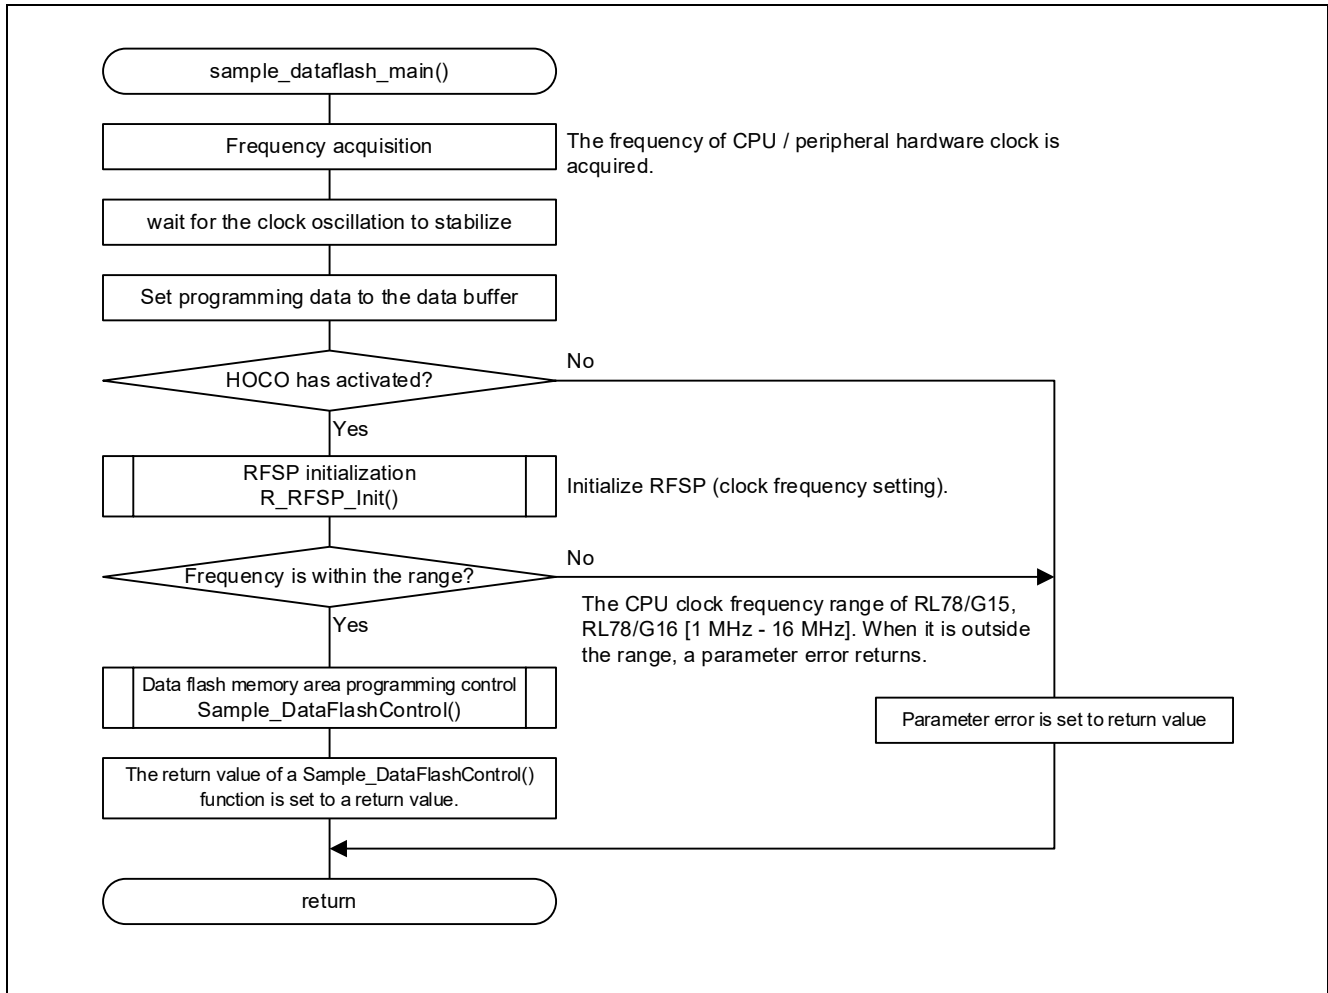 sample_dataflash_main()
Frequency acquisition
The frequency of CPU / peripheral hardware clock is
acquired.
wait for the clock oscillation to stabilize
Set programming data to the data buffer
HOCO has activated?
No
Yes
RFSP initialization
R_RFSP_Init()
Initialize RFSP (clock frequency setting).
Frequency is within the range?
No
Yes
The CPU clock frequency range of RL78/G15,
RL78/G16 [1 MHz - 16 MHz]. When it is outside
the range, a parameter error returns.
Data flash memory area programming control
Sample_DataFlashControl()
Parameter error is set to return value
The return value of a Sample_DataFlashControl()
function is set to a return value.
return